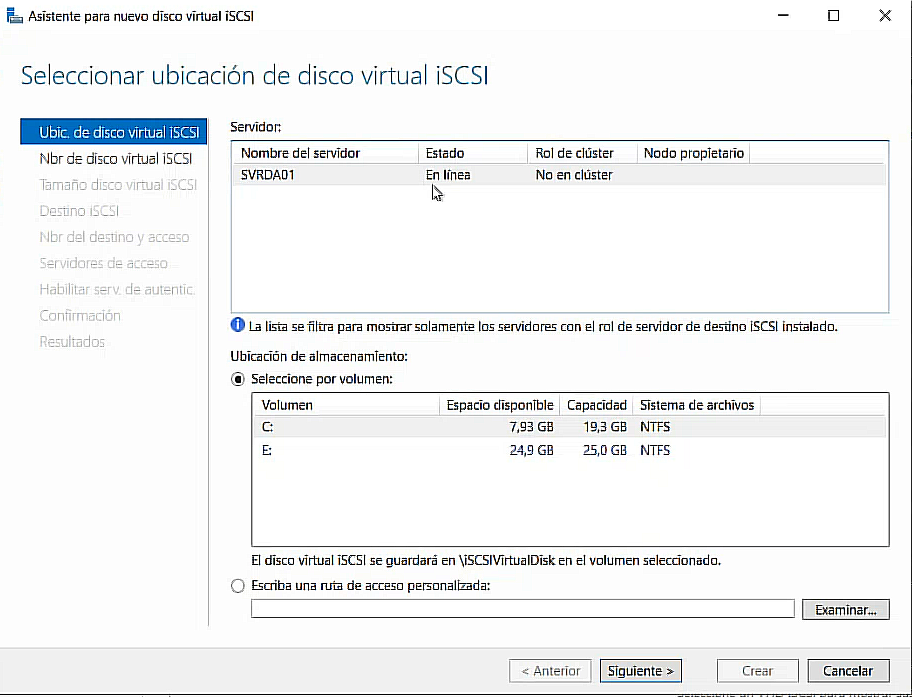 Asistente para nuevo disco virtual iSCSI
Seleccionar ubicación de disco virtual iSCSI
Ubic. de disco virtual iSCSI
Nbr de disco virtual iSCSI
Tamaño disco virtual iSCSI
Destino iSCSI
Nbr del destino y acceso
Servidores de acceso
Habilitar serv. de autentic.
Confirmación
Resultados
Servidor:
Nombre del servidor Estado Rol de clúster Nodo propietario
SVRDA01 En línea No en clúster
La lista se filtra para mostrar solamente los servidores con el rol de servidor de destino iSCSI instalado.
Ubicación de almacenamiento:
Seleccione por volumen:
Volumen Espacio disponible Capacidad Sistema de archivos
C: 7,93 GB 19,3 GB NTFS
E: 24,9 GB 25,0 GB NTFS
El disco virtual iSCSI se guardará en \iSCSIVirtualDisk en el volumen seleccionado.
Escriba una ruta de acceso personalizada:
Examinar...
< Anterior Siguiente > Crear Cancelar